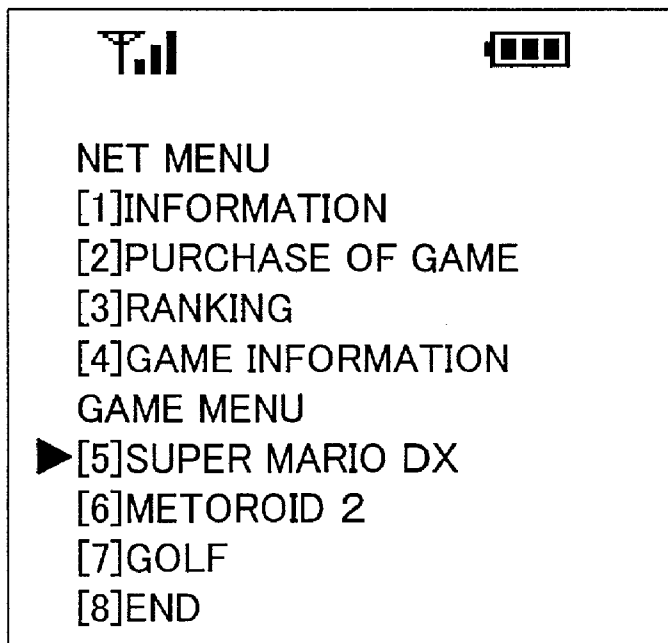 NET MENU
[1]INFORMATION
[2]PURCHASE OF GAME
[3]RANKING
[4]GAME INFORMATION
GAME MENU
▶[5]SUPER MARIO DX
[6]METOROID 2
[7]GOLF
[8]END